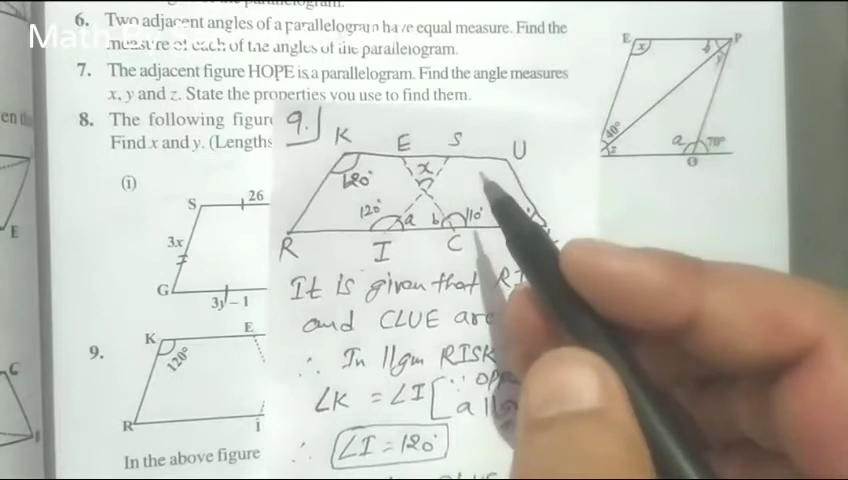 6. Two adjacent angles of a parallelogram have equal measure. Find the
measure of each of the angles of the parallelogram.
7. The adjacent figure HOPE is a parallelogram. Find the angle measures
x, y and z. State the properties you use to find them.
8. The following figure
Find x and y. (Lengths
(i)
S 26
3x
G 3y – 1
9. K E
120°
R I
In the above figure
E P
x
y
40°
z
a 70°
O
9.]
K E S U
120° x
120° a b 110°
R I C
It is given that
and CLUE are
∴ In ||gm RISK
∠K = ∠I [∵ opp
a ||
∴ ∠I = 120°
en
E
C